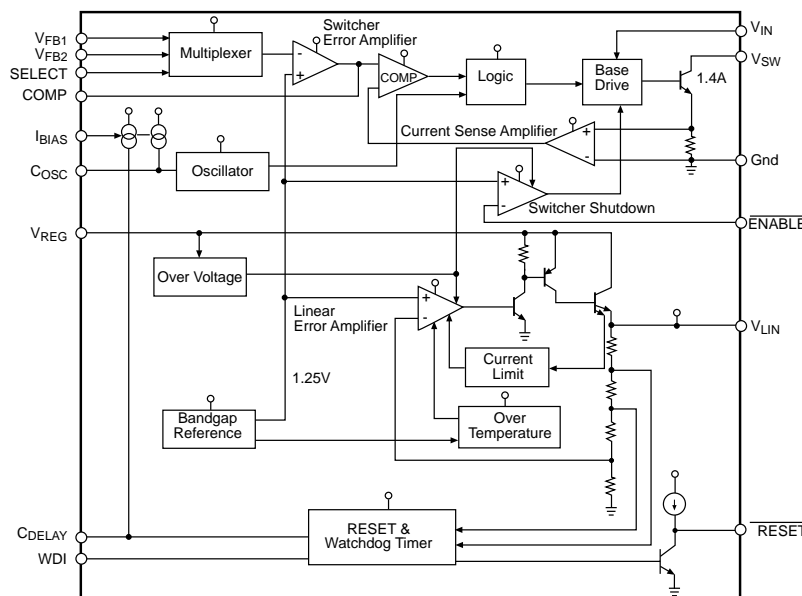 VFB1
VFB2
SELECT
COMP
IBIAS
COSC
VREG
CDELAY
WDI
Multiplexer
Switcher
Error Amplifier
-
+
COMP
Logic
Base
Drive
1.4A
VIN
VSW
Gnd
ENABLE
VLIN
RESET
Current Sense Amplifier
+
-
Oscillator
+
-
Switcher Shutdown
Over Voltage
Linear
Error Amplifier
+
-
1.25V
Current
Limit
Bandgap
Reference
Over
Temperature
RESET &
Watchdog Timer